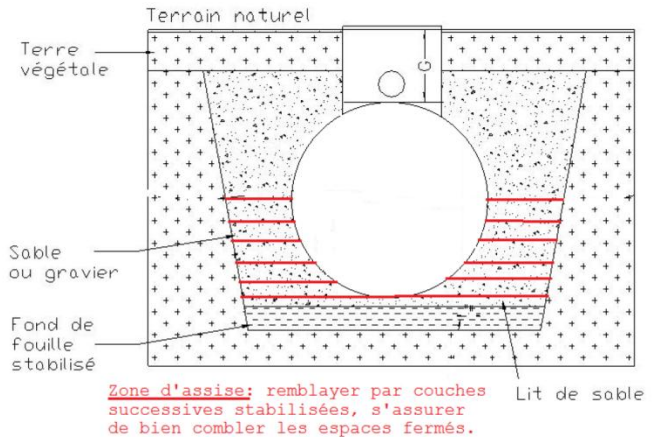 Terrain naturel
Terre
végétale
G
Sable
ou gravier
Fond de
fouille
stabilisé
Lit de sable
Zone d'assise: remblayer par couches
successives stabilisées, s'assurer
de bien combler les espaces fermés.